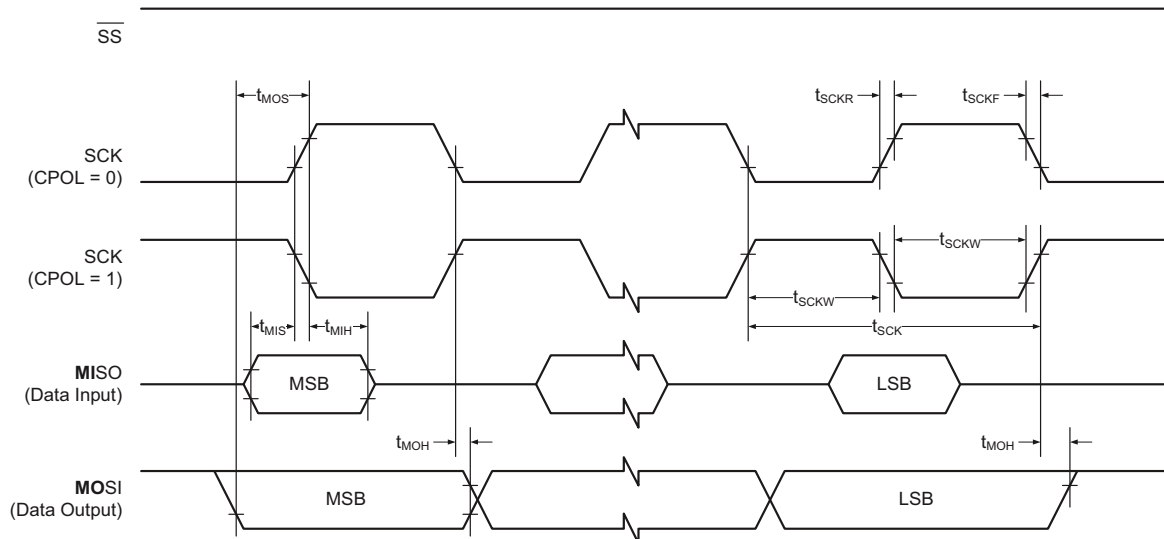 SS
tMOS
tSCKR
tSCKF
SCK
(CPOL = 0)
SCK
(CPOL = 1)
tSCKW
tSCKW
tSCK
tMIS
tMIH
MISO
(Data Input)
MSB
LSB
tMOH
tMOH
MOSI
(Data Output)
MSB
LSB